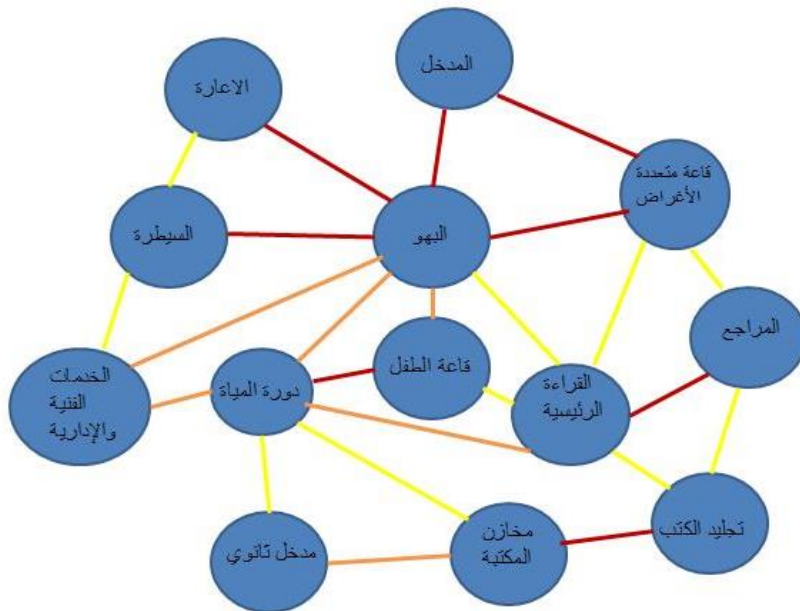 المدخل
الاعارة
قاعة متعددة
الأغراض
السيطرة
البهو
المراجع
قاعة الطفل
الخدمات
الفنية
والإدارية
دورة المياة
القراءة
الرئيسية
تجليد الكتب
مخازن
المكتبة
مدخل ثانوي